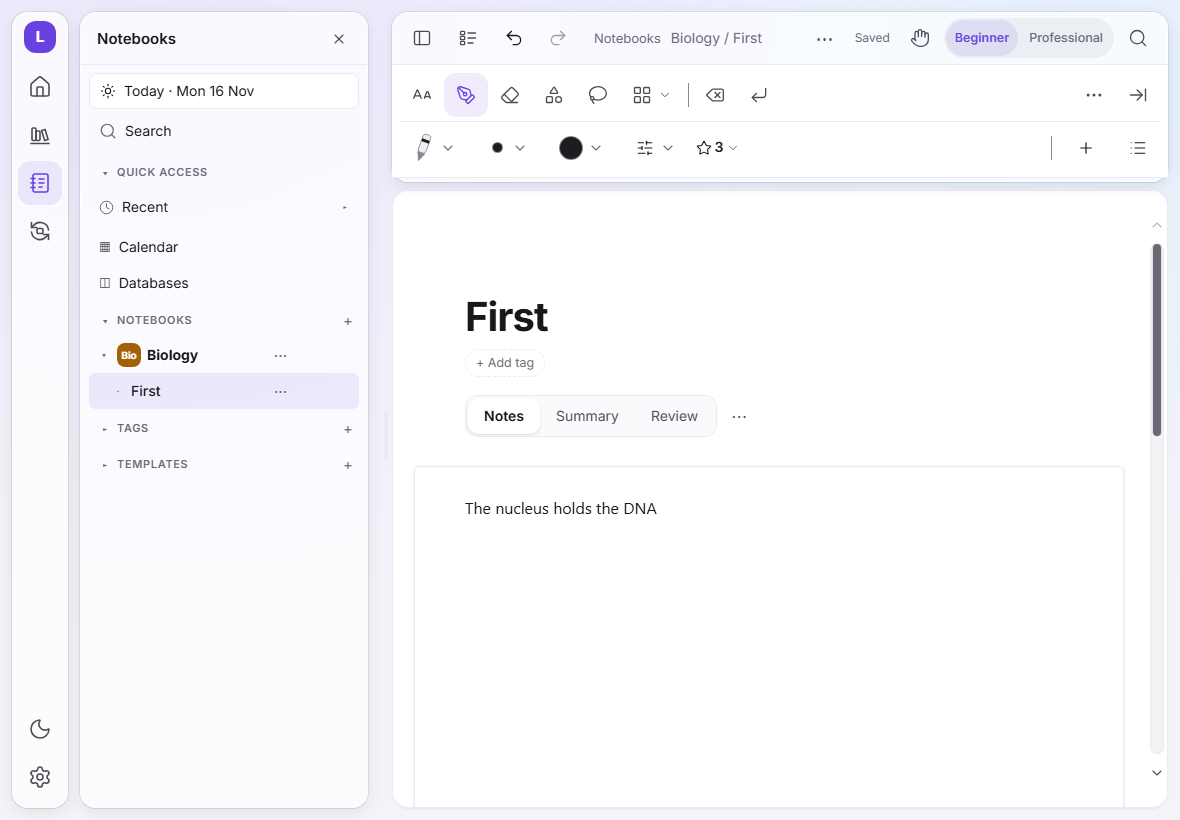 L
Notebooks
Today · Mon 16 Nov
Search
QUICK ACCESS
Recent
Calendar
Databases
NOTEBOOKS
Bio Biology
First
TAGS
TEMPLATES
Notebooks Biology / First
Saved
Beginner Professional
AA
3
First
+ Add tag
Notes Summary Review
The nucleus holds the DNA